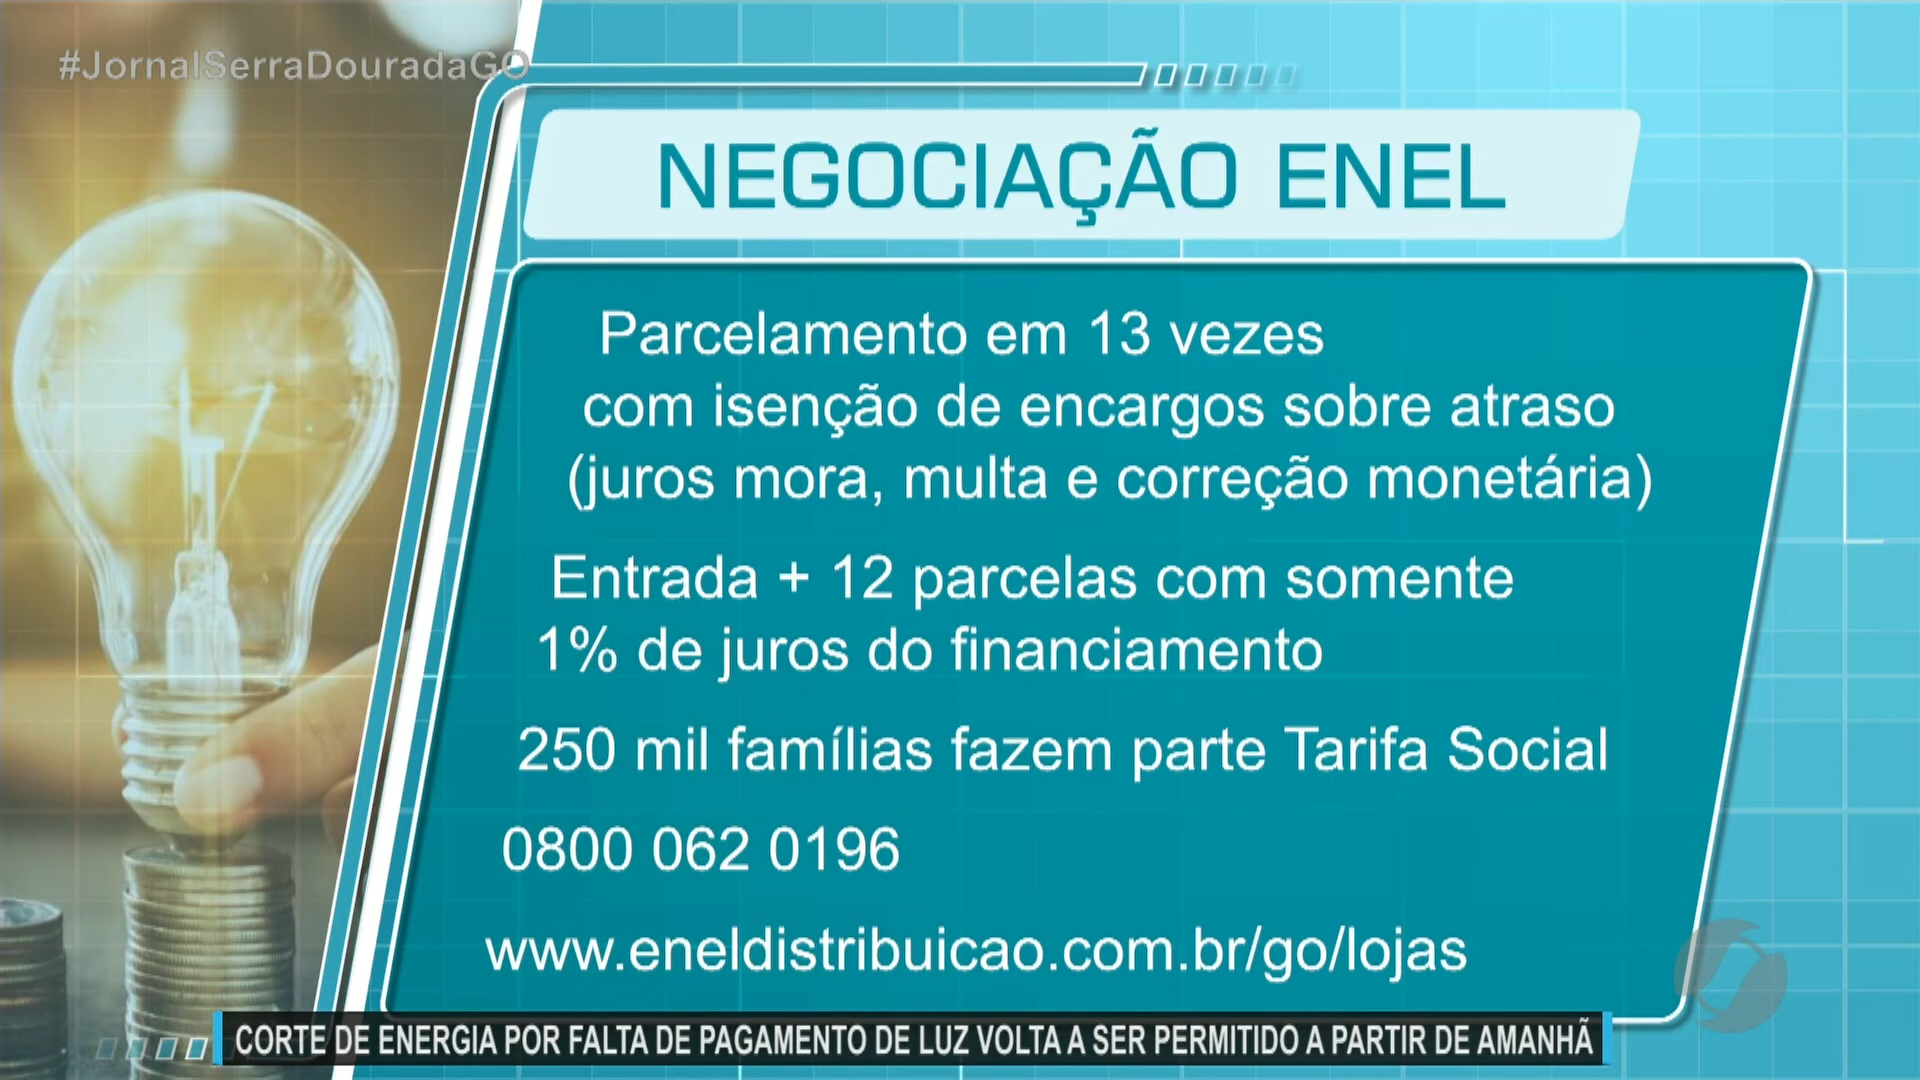 #JornalSerraDouradaGO
NEGOCIAÇÃO ENEL
Parcelamento em 13 vezes
com isenção de encargos sobre atraso
(juros mora, multa e correção monetária)
Entrada + 12 parcelas com somente
1% de juros do financiamento
250 mil famílias fazem parte Tarifa Social
0800 062 0196
www.eneldistribuicao.com.br/go/lojas
CORTE DE ENERGIA POR FALTA DE PAGAMENTO DE LUZ VOLTA A SER PERMITIDO A PARTIR DE AMANHÃ